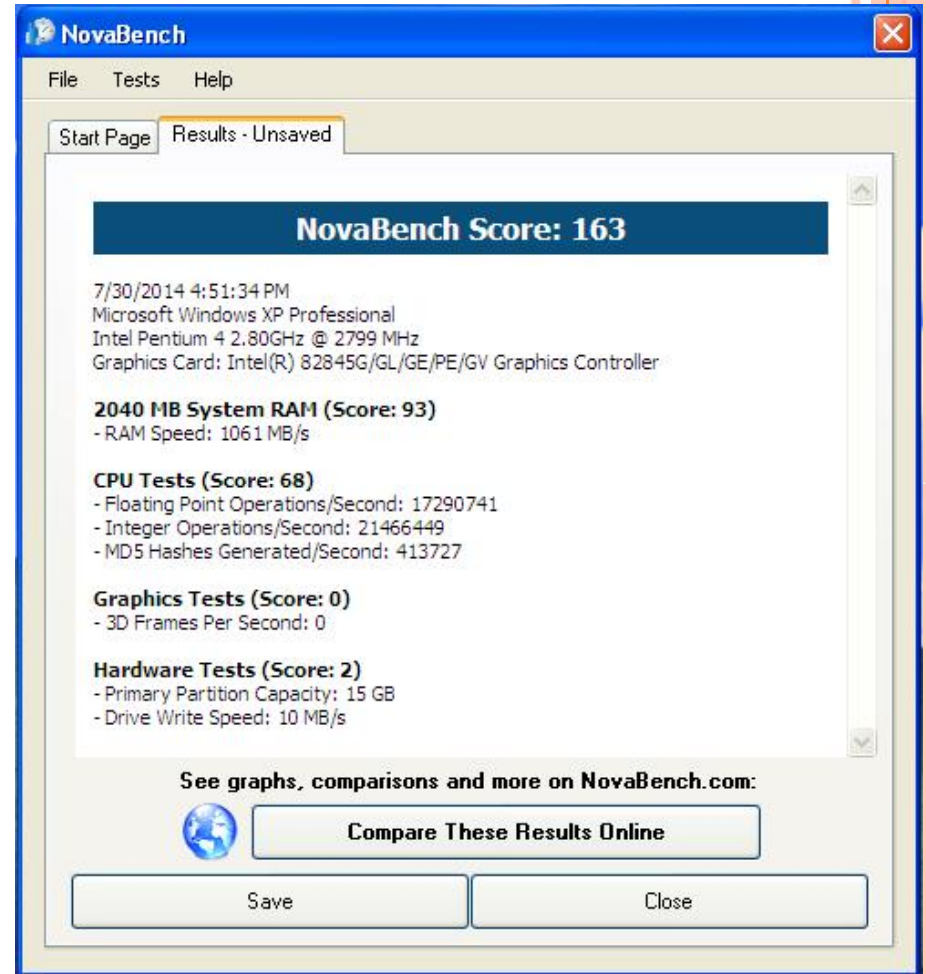 NovaBench
File Tests Help
Start Page Results - Unsaved
NovaBench Score: 163
7/30/2014 4:51:34 PM
Microsoft Windows XP Professional
Intel Pentium 4 2.80GHz @ 2799 MHz
Graphics Card: Intel(R) 82845G/GL/GE/PE/GV Graphics Controller
2040 MB System RAM (Score: 93)
- RAM Speed: 1061 MB/s
CPU Tests (Score: 68)
- Floating Point Operations/Second: 17290741
- Integer Operations/Second: 21466449
- MD5 Hashes Generated/Second: 413727
Graphics Tests (Score: 0)
- 3D Frames Per Second: 0
Hardware Tests (Score: 2)
- Primary Partition Capacity: 15 GB
- Drive Write Speed: 10 MB/s
See graphs, comparisons and more on NovaBench.com:
Compare These Results Online
Save Close